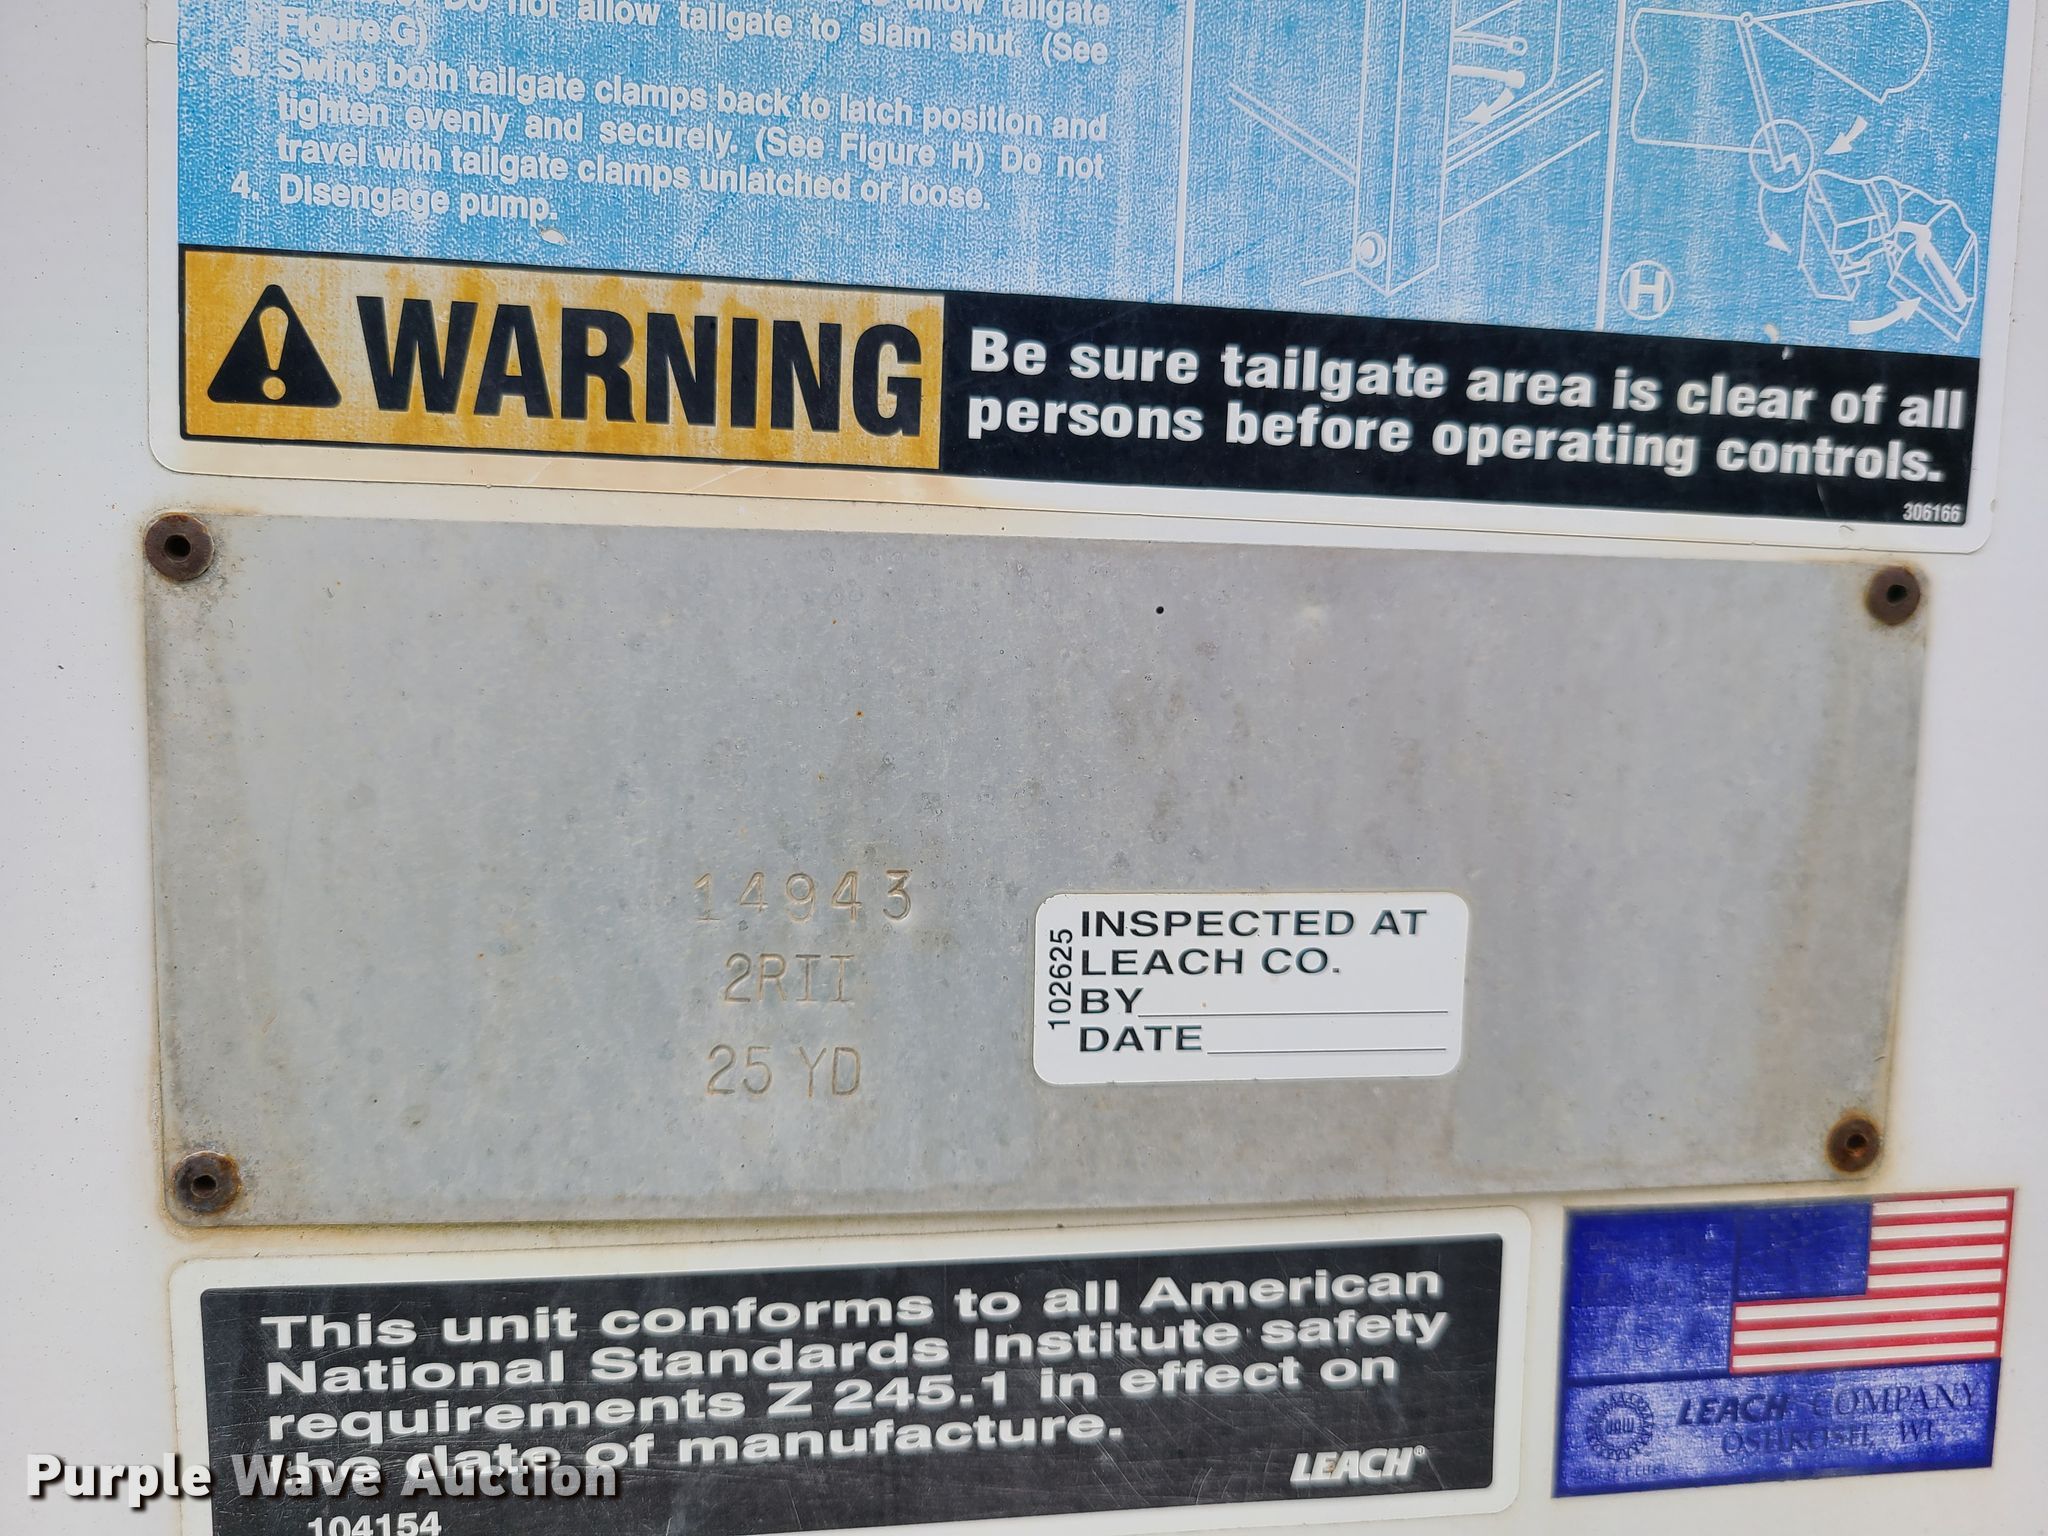 to allow tailgate
Do not allow tailgate to slam shut. (See
Figure G)
3. Swing both tailgate clamps back to latch position and
tighten evenly and securely. (See Figure H) Do not
travel with tailgate clamps unlatched or loose.
4. Disengage pump.
H
WARNING
Be sure tailgate area is clear of all
persons before operating controls.
306166
14943
2RII
25 YD
102625
INSPECTED AT
LEACH CO.
BY
DATE
This unit conforms to all American
National Standards Institute safety
requirements Z 245.1 in effect on
the date of manufacture.
LEACH®
104154
LEACH COMPANY
OSHKOSH, WI.
Purple Wave Auction